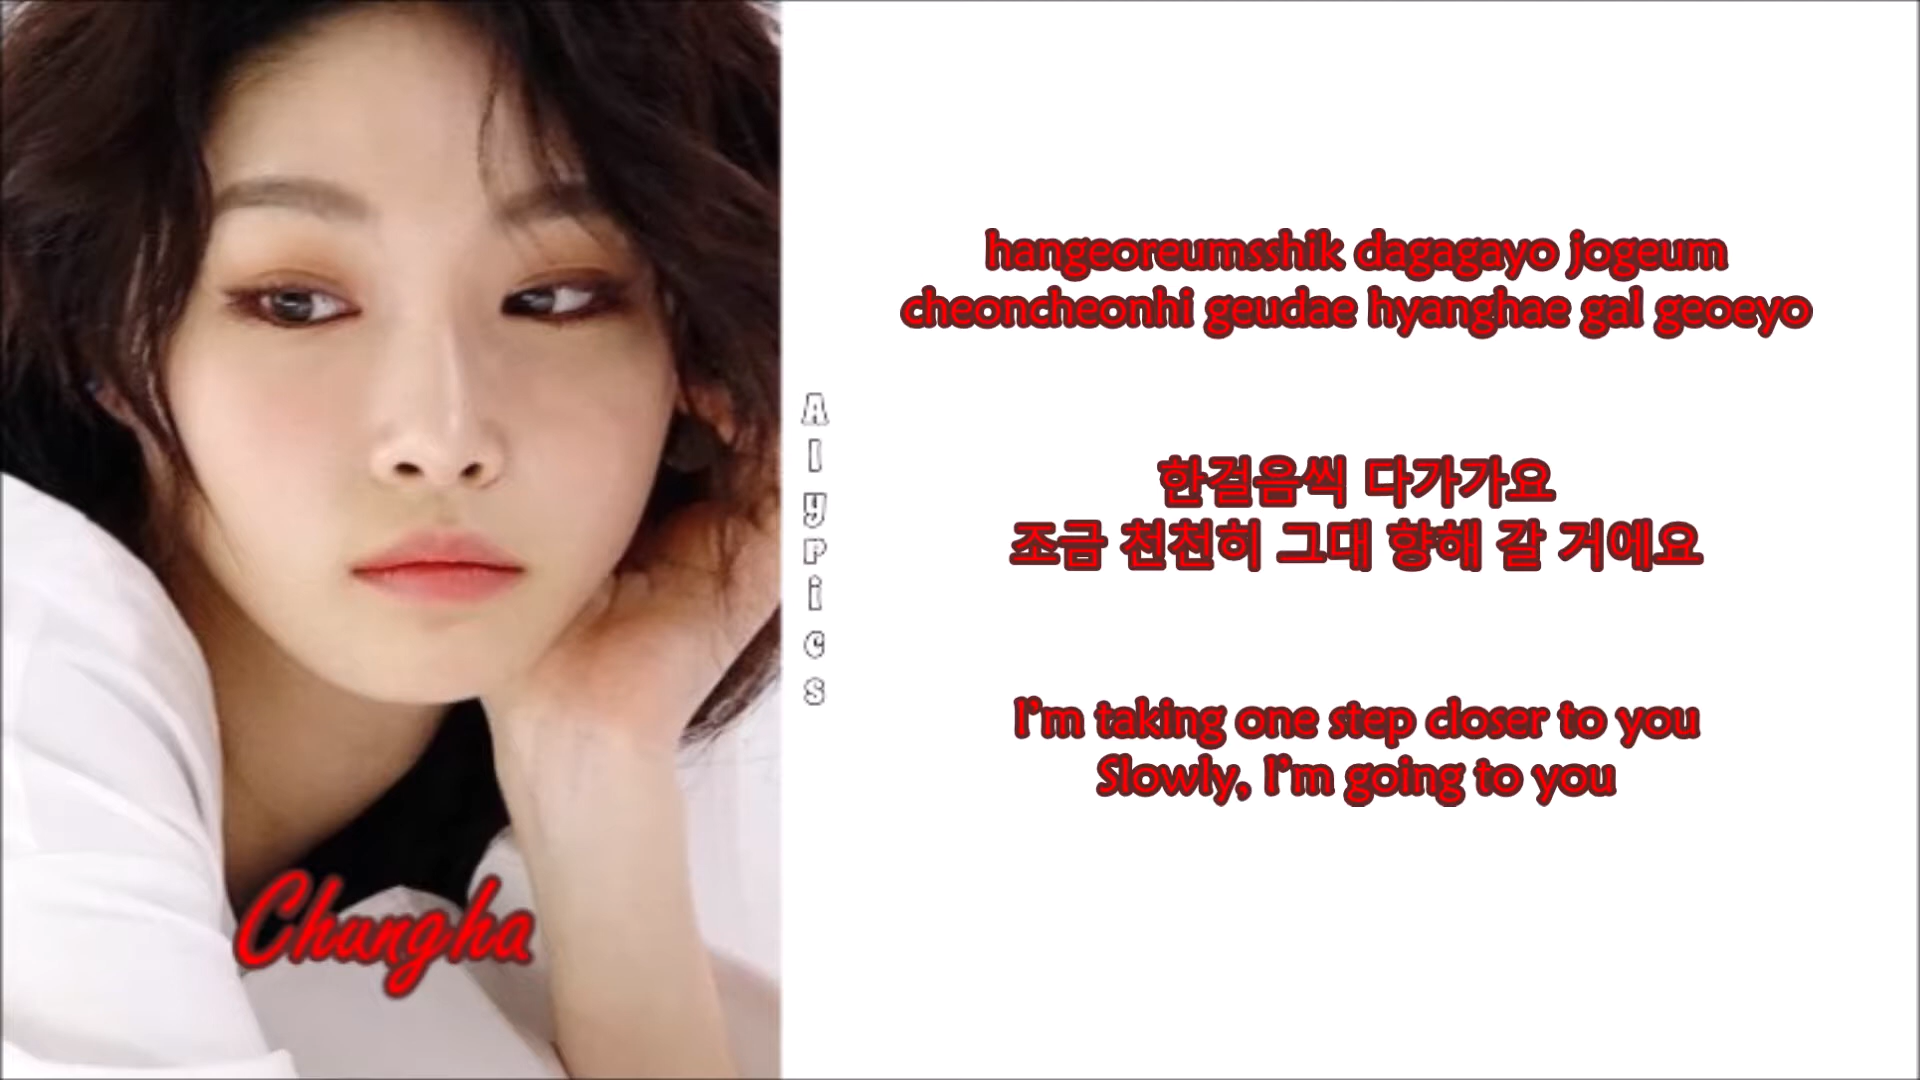 Chungha
Alypics
hangeoreumsshik dagagayo jogeum
cheoncheonhi geudae hyanghae gal geoeyo
한걸음씩 다가가요
조금 천천히 그대 향해 갈 거에요
I'm taking one step closer to you
Slowly, I'm going to you